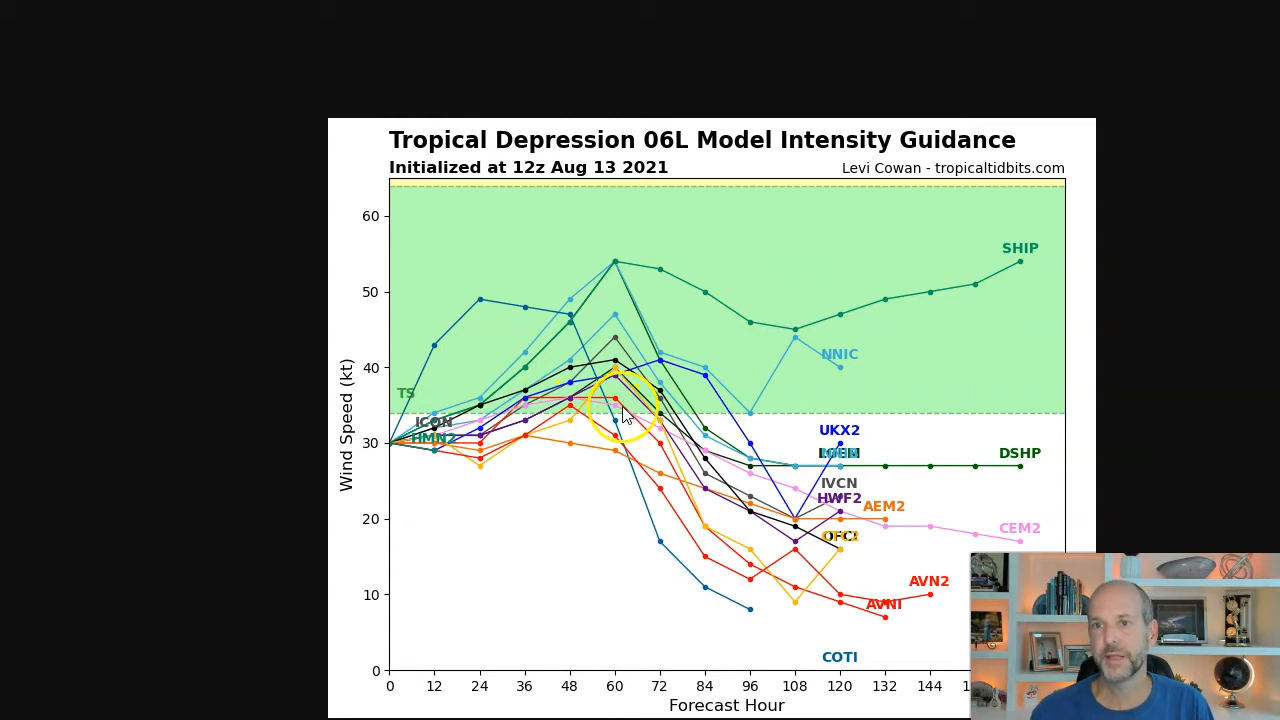 Tropical Depression 06L Model Intensity Guidance
Initialized at 12z Aug 13 2021
Levi Cowan - tropicaltidbits.com
60
SHIP
50
NNIC
40
TS
ICON
UKX2
HMN2
30
DSHP
IVCN
HWF2
AEM2
20
CEM2
AVN2
10
AVNI
COTI
0
0 12 24 36 48 60 72 84 96 108 120 132 144
Wind Speed (kt)
Forecast Hour